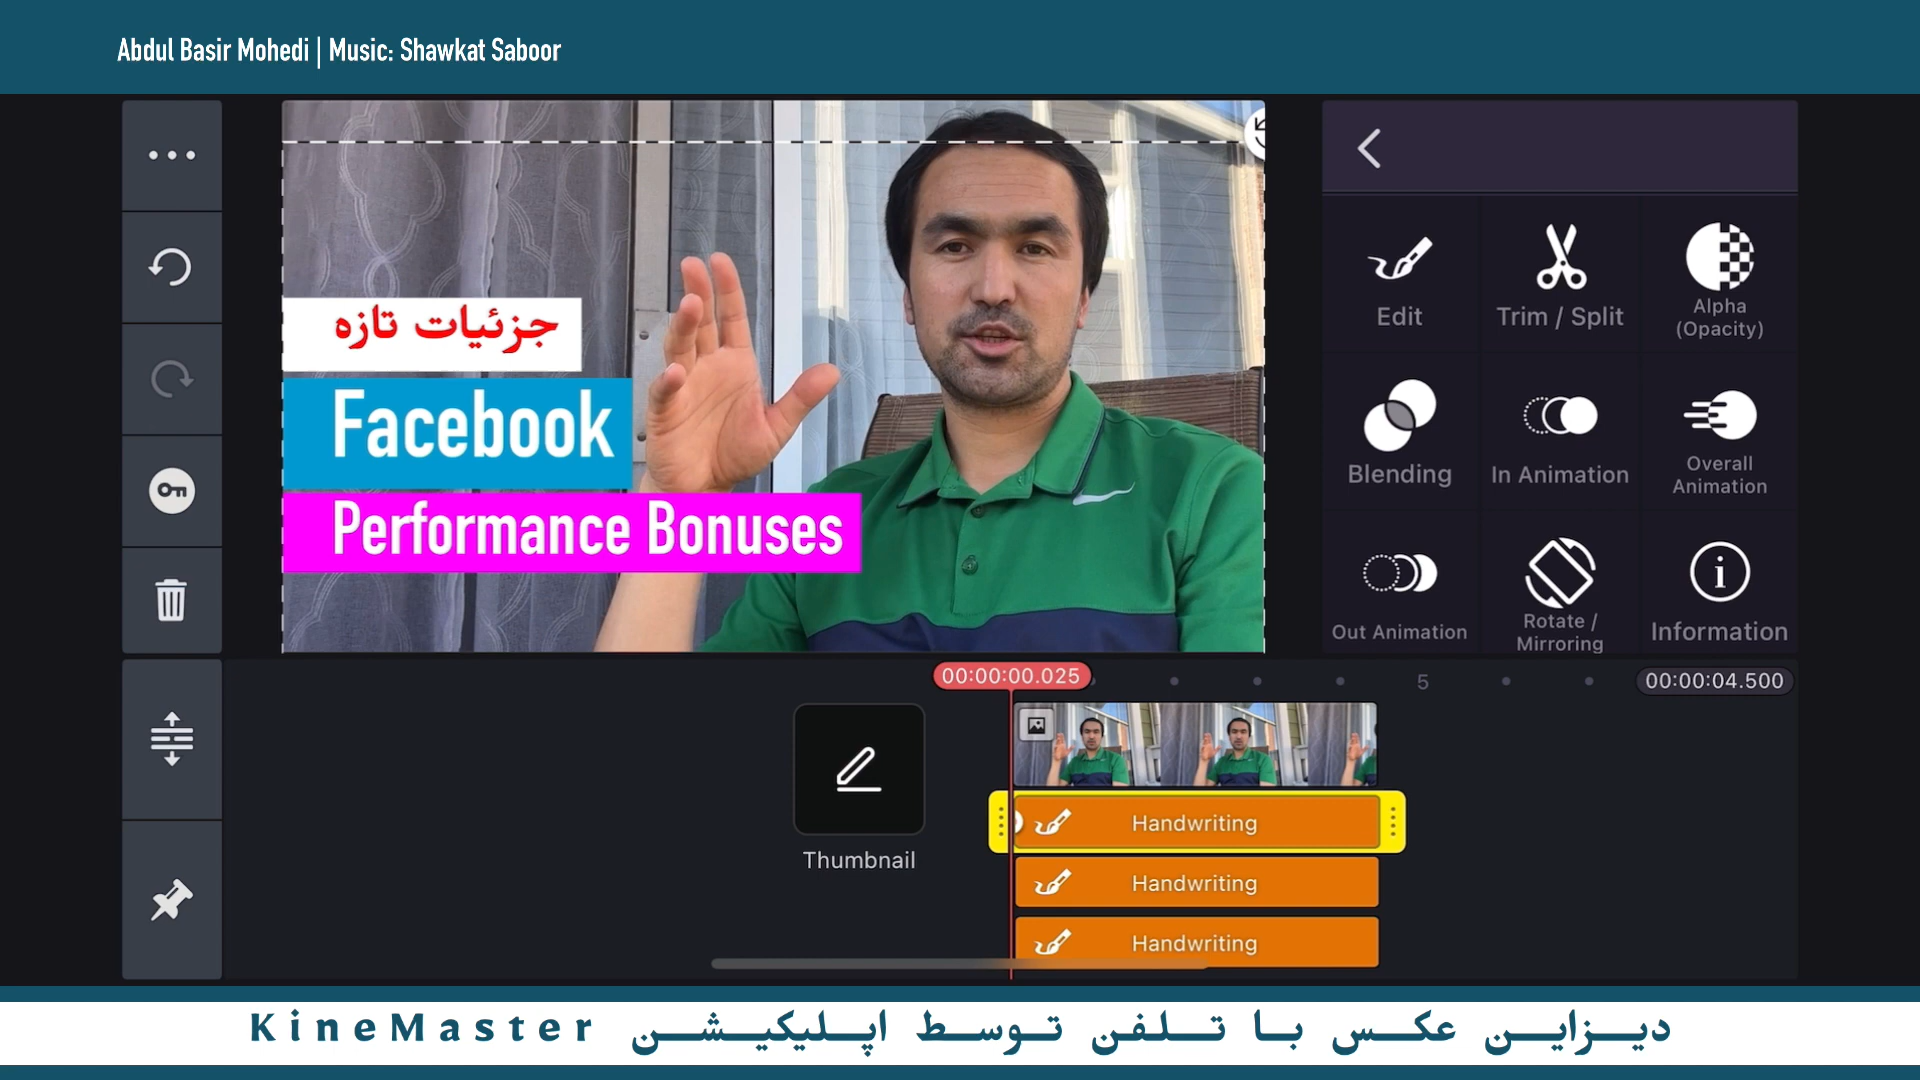 Abdul Basir Mohedi | Music: Shawkat Saboor
جزئیات تازه
Facebook
Performance Bonuses
Edit
Trim / Split
Alpha
(Opacity)
Blending
In Animation
Overall
Animation
Out Animation
Rotate /
Mirroring
Information
00:00:00.025
5
00:00:04.500
Thumbnail
Handwriting
Handwriting
Handwriting
دیـزاین عکس با تلفن توسط اپلیکیشن KineMaster